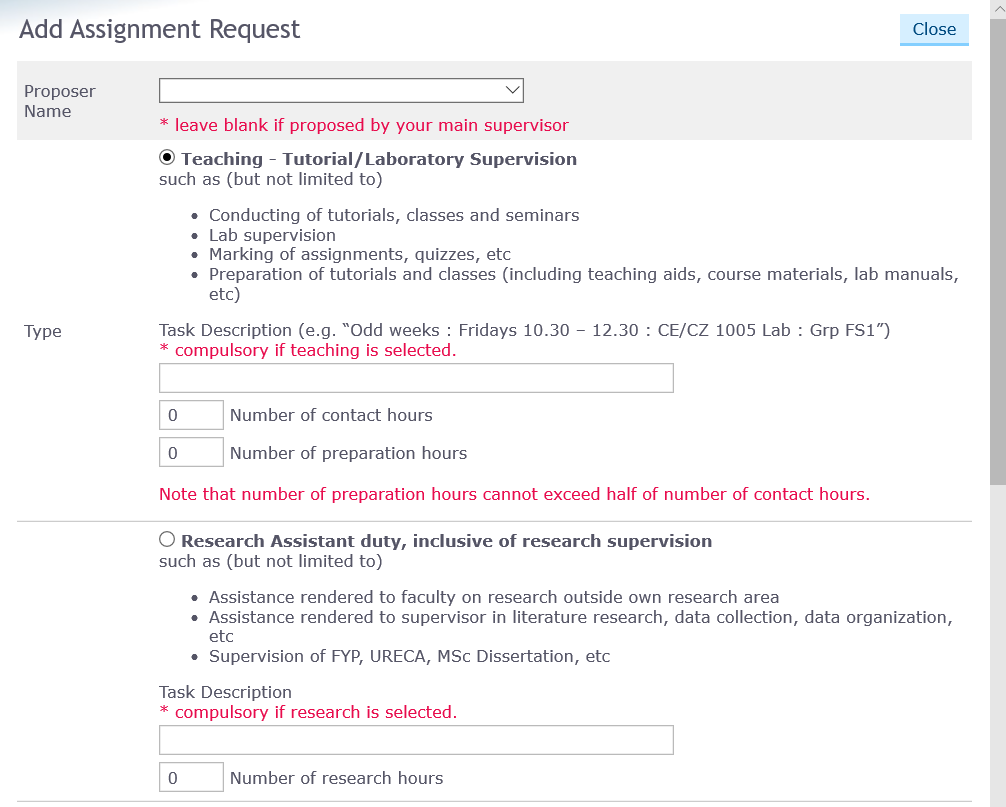 Add Assignment Request
Close
Proposer
Name
* leave blank if proposed by your main supervisor
Teaching - Tutorial/Laboratory Supervision
such as (but not limited to)
• Conducting of tutorials, classes and seminars
• Lab supervision
• Marking of assignments, quizzes, etc
• Preparation of tutorials and classes (including teaching aids, course materials, lab manuals,
etc)
Type
Task Description (e.g. “Odd weeks : Fridays 10.30 – 12.30 : CE/CZ 1005 Lab : Grp FS1”)
* compulsory if teaching is selected.
0 Number of contact hours
0 Number of preparation hours
Note that number of preparation hours cannot exceed half of number of contact hours.
Research Assistant duty, inclusive of research supervision
such as (but not limited to)
• Assistance rendered to faculty on research outside own research area
• Assistance rendered to supervisor in literature research, data collection, data organization,
etc
• Supervision of FYP, URECA, MSc Dissertation, etc
Task Description
* compulsory if research is selected.
0 Number of research hours